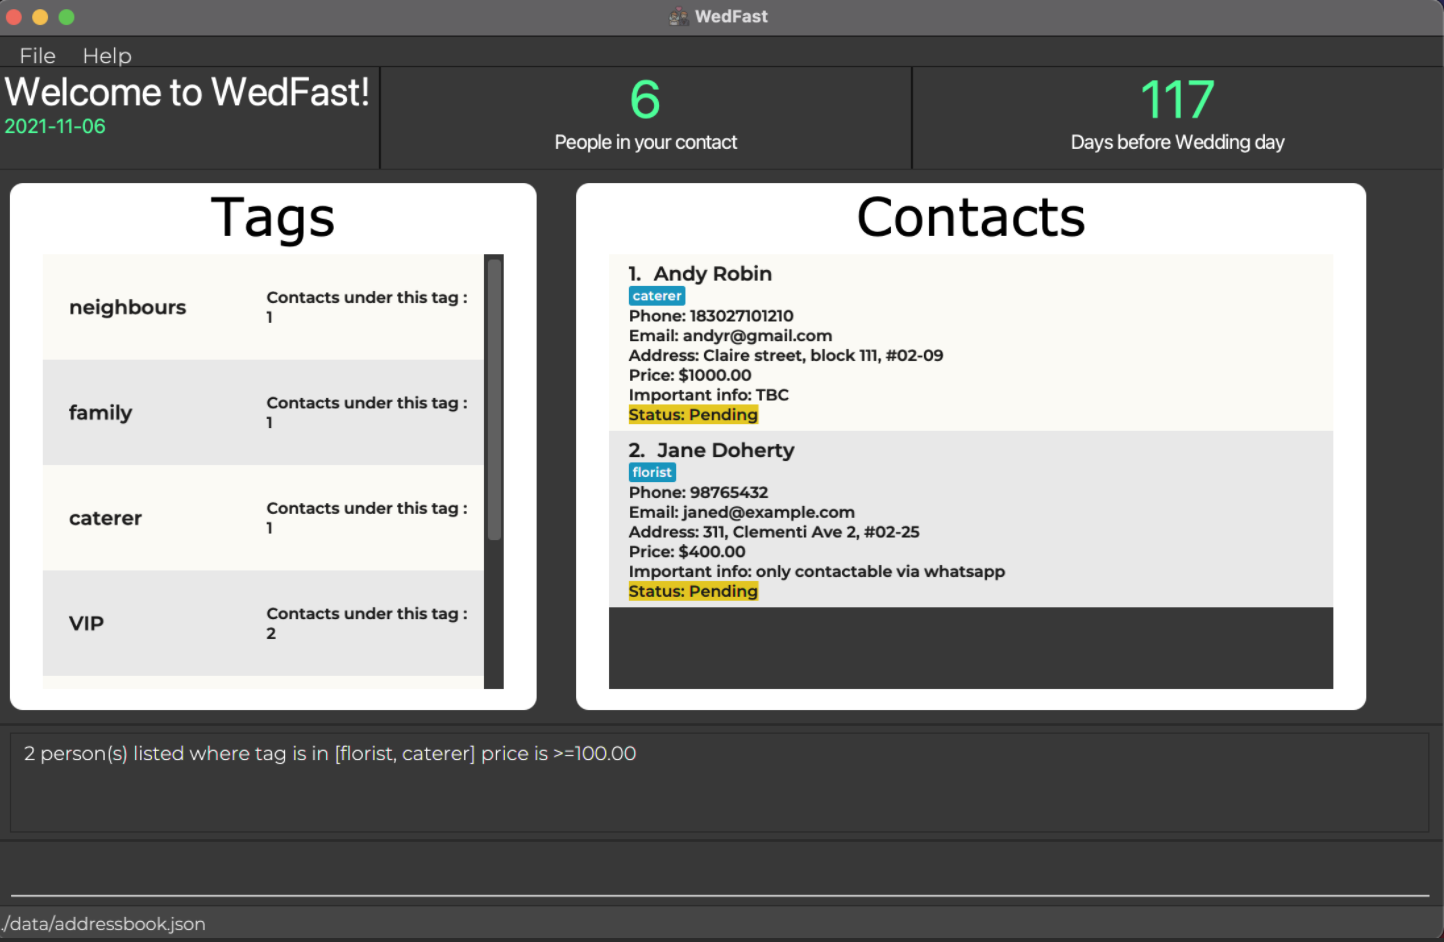 WedFast
File Help
Welcome to WedFast!
2021-11-06
6
People in your contact
117
Days before Wedding day
Tags
neighbours
Contacts under this tag :
1
family
Contacts under this tag :
1
caterer
Contacts under this tag :
1
VIP
Contacts under this tag :
2
Contacts
1. Andy Robin
caterer
Phone: 183027101210
Email: andyr@gmail.com
Address: Claire street, block 111, #02-09
Price: $1000.00
Important info: TBC
Status: Pending
2. Jane Doherty
florist
Phone: 98765432
Email: janed@example.com
Address: 311, Clementi Ave 2, #02-25
Price: $400.00
Important info: only contactable via whatsapp
Status: Pending
2 person(s) listed where tag is in [florist, caterer] price is >=100.00
./data/addressbook.json